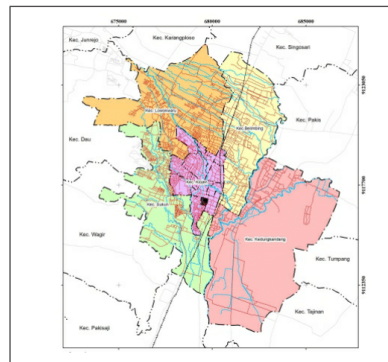 675000 680000 685000
Kec. Junrejo
Kec. Karangploso
Kec. Singosari
9123050
Kec. Lowokwaru
Kec. Blimbing
Kec. Pakis
Kec. Dau
Kec. Klojen
Kec. Sukun
Kec. Wagir
Kec. Kedungkandang
Kec. Tumpang
Kec. Tajinan
Kec. Pakisaji